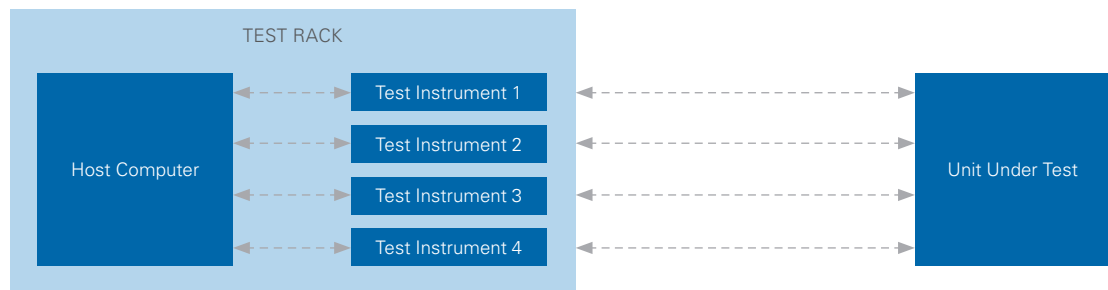 TEST RACK
Host Computer
Test Instrument 1
Test Instrument 2
Test Instrument 3
Test Instrument 4
Unit Under Test